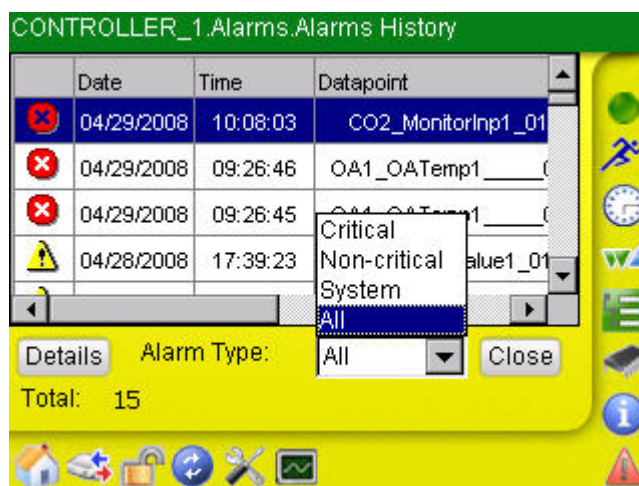 CONTROLLER_1.Alarms.Alarms History
Date Time Datapoint
04/29/2008 10:08:03 CO2_MonitorInp1_01
04/29/2008 09:26:46 OA1_OATemp1____
04/29/2008 09:26:45
04/28/2008 17:39:23 alue1_01
Critical
Non-critical
System
All
Details Alarm Type: All Close
Total: 15